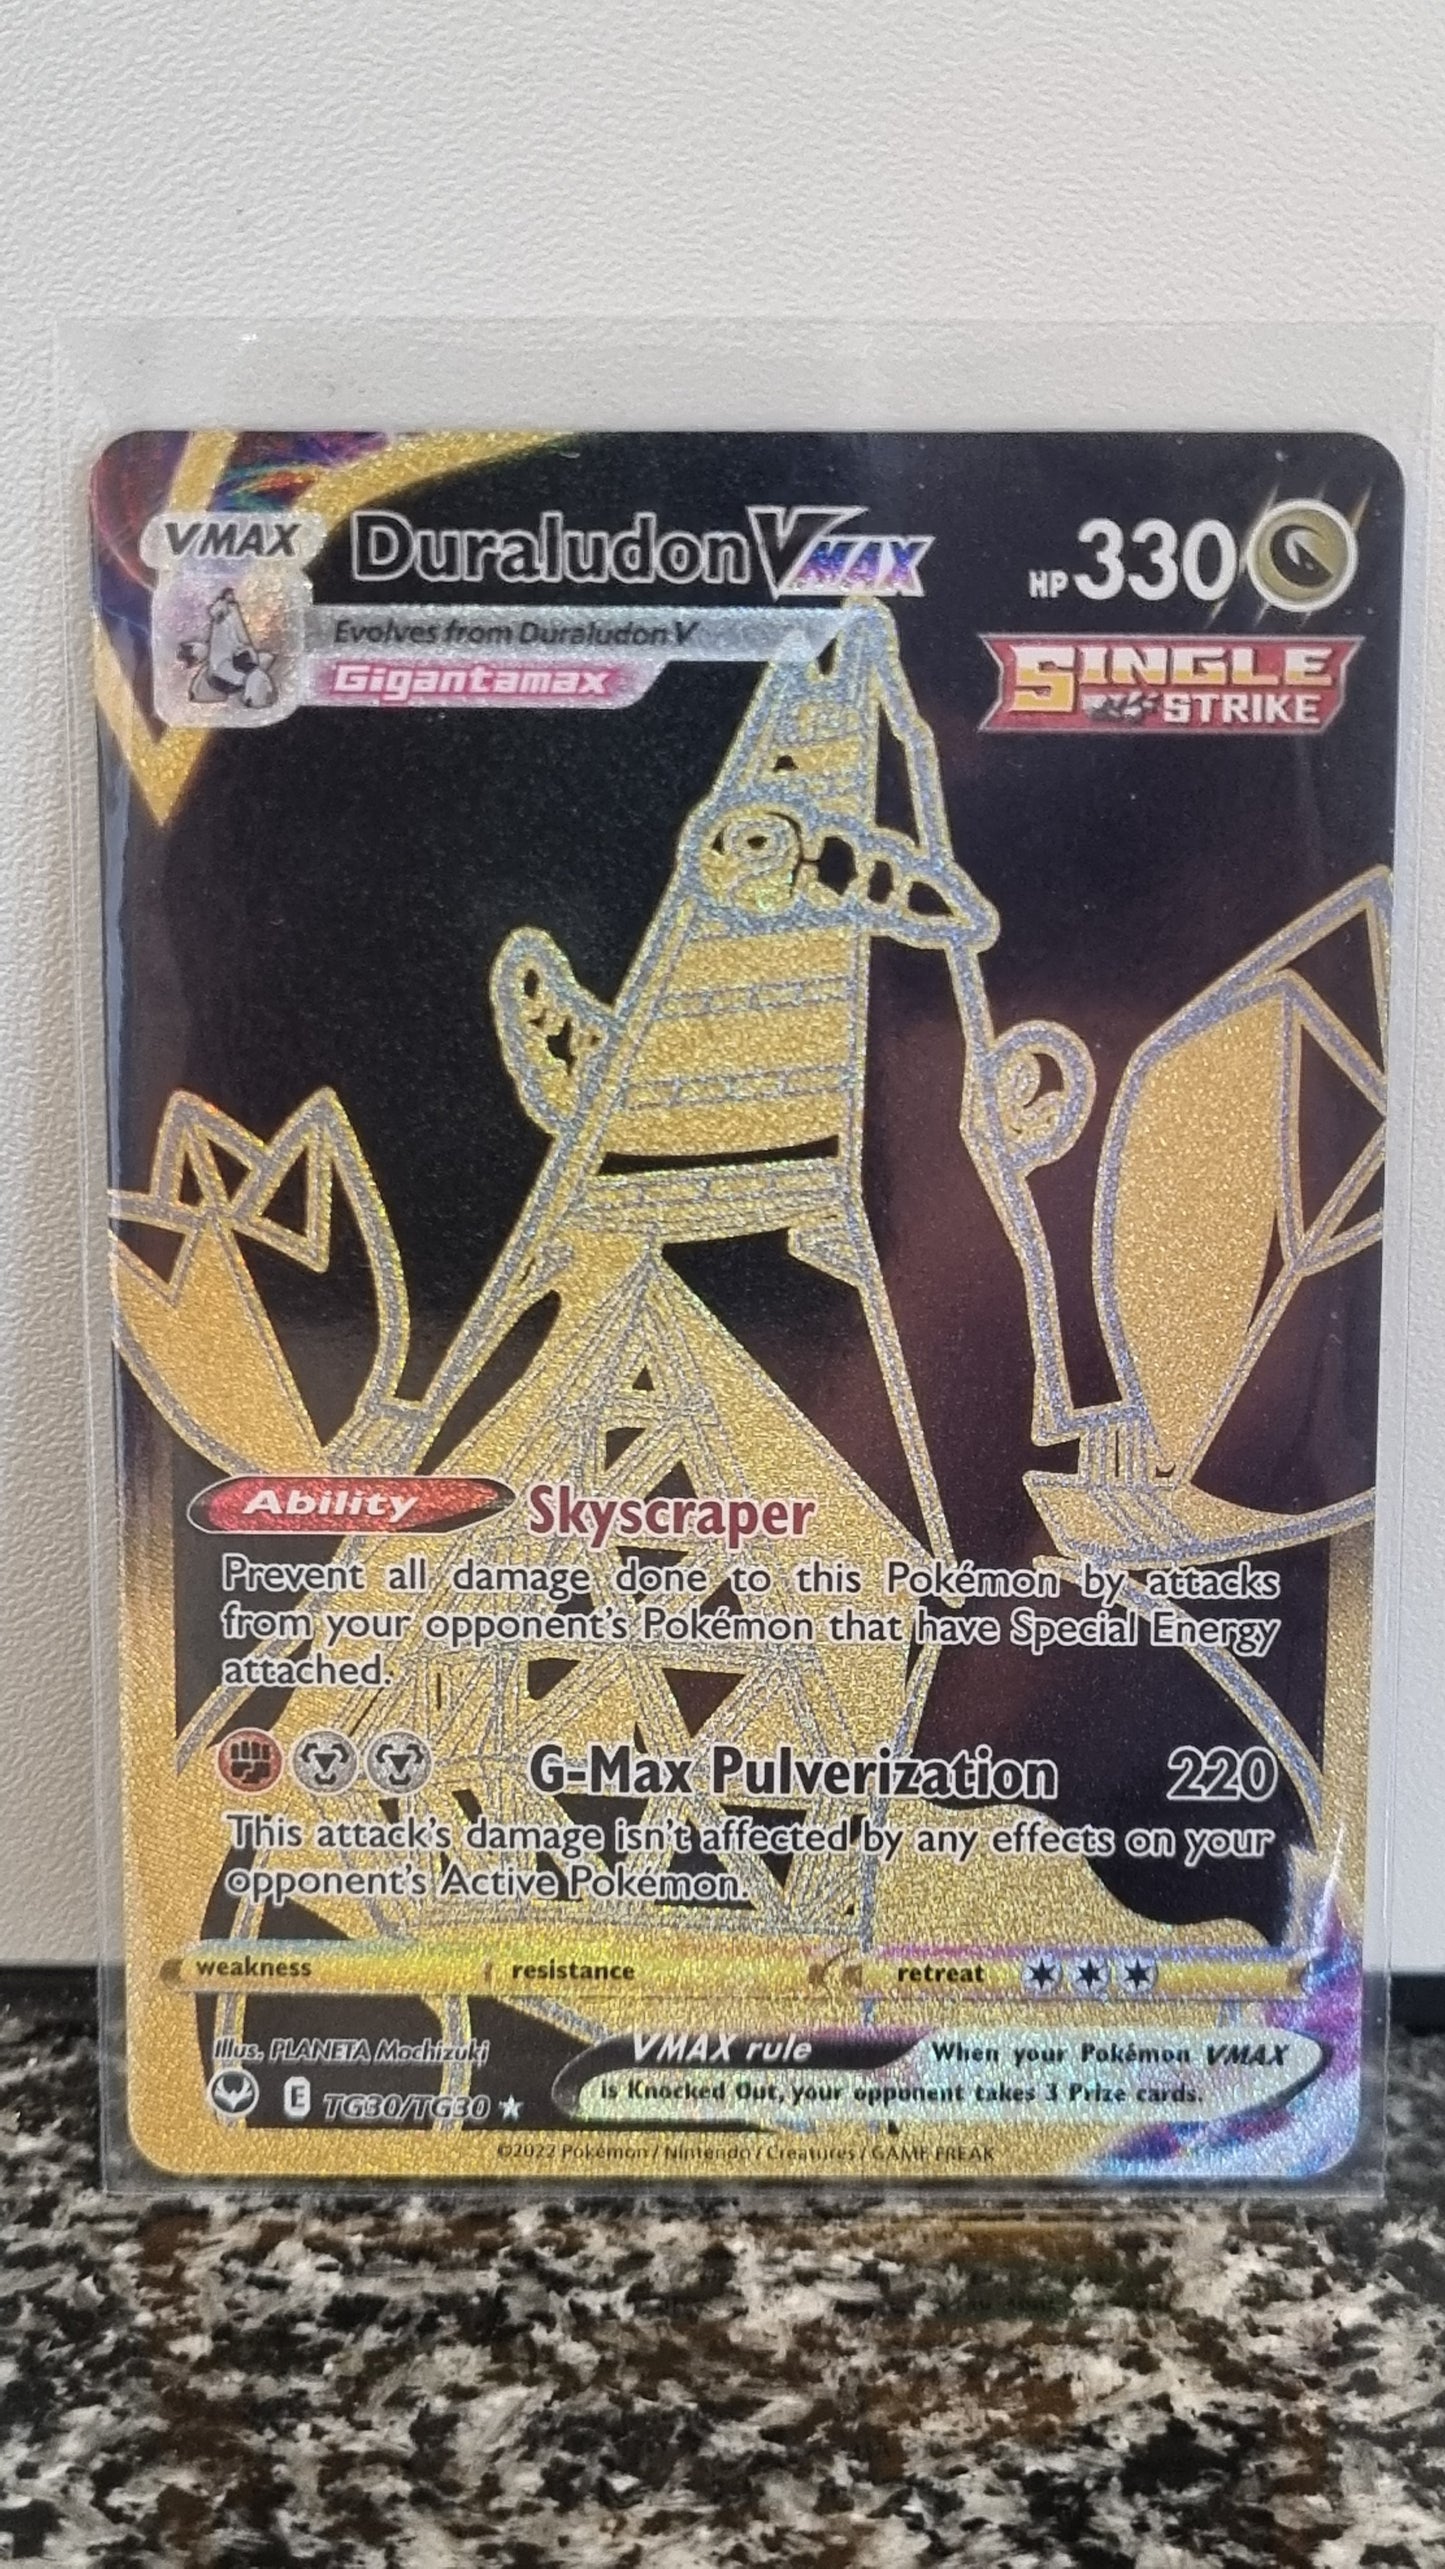 VMAX
Duraludon VMAX
HP 330
Evolves from Duraludon V
Gigantamax
SINGLE
STRIKE
Ability Skyscraper
Prevent all damage done to this Pokémon by attacks
from your opponent's Pokémon that have Special Energy
attached.
G-Max Pulverization 220
This attack's damage isn't affected by any effects on your
opponent's Active Pokémon.
weakness resistance retreat
Illus. PLANETA Mochizuki
VMAX rule When your Pokémon VMAX
is Knocked Out, your opponent takes 3 Prize cards.
E TG30/TG30
©2022 Pokémon / Nintendo / Creatures / GAME FREAK